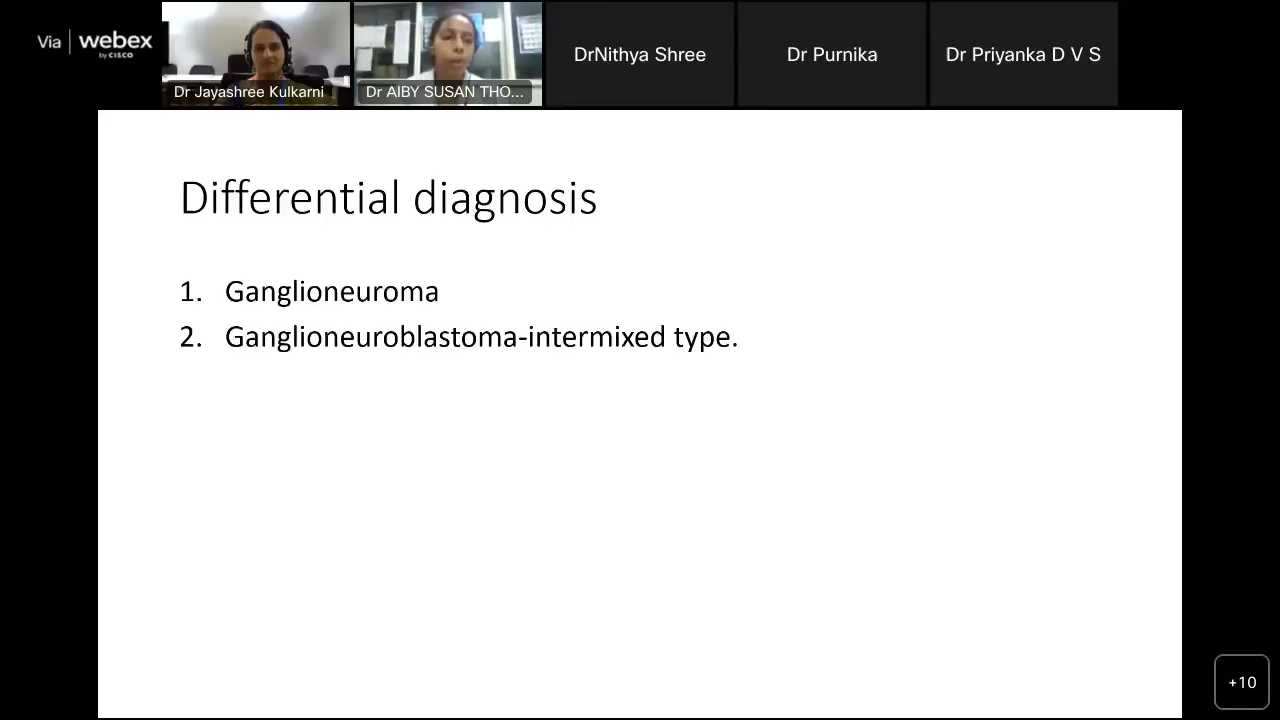 Via webex
by CISCO
Dr Jayashree Kulkarni
Dr AIBY SUSAN THO...
DrNithya Shree
Dr Purnika
Dr Priyanka D V S
Differential diagnosis
1. Ganglioneuroma
2. Ganglioneuroblastoma-intermixed type.
+10